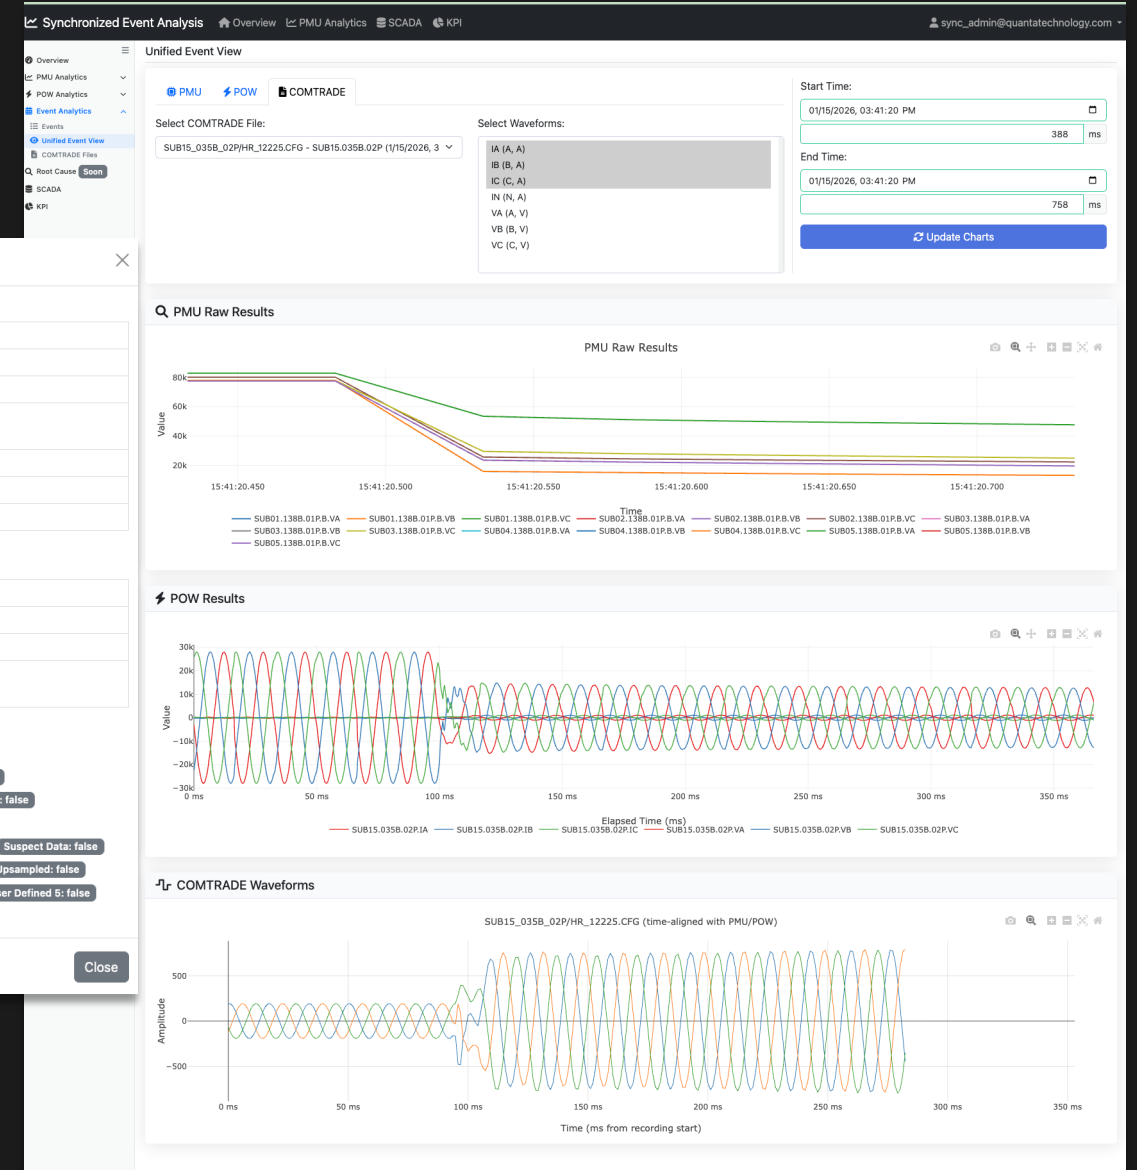 Synchronized Event Analysis Overview PMU Analytics SCADA KPI sync_admin@quantatechnology.com
Overview
PMU Analytics
POW Analytics
Event Analytics
Events
Unified Event View
COMTRADE Files
Root Cause Soon
SCADA
KPI
Unified Event View
PMU POW COMTRADE
Select COMTRADE File:
SUB15_035B_02P/HR_12225.CFG - SUB15.035B.02P (1/15/2026, 3
Select Waveforms:
IA (A, A)
IB (B, A)
IC (C, A)
IN (N, A)
VA (A, V)
VB (B, V)
VC (C, V)
Start Time:
01/15/2026, 03:41:20 PM
388 ms
End Time:
01/15/2026, 03:41:20 PM
758 ms
Update Charts
: false
Suspect Data: false
Upsampled: false
ser Defined 5: false
Close
PMU Raw Results
PMU Raw Results
80k
60k
40k
20k
Value
15:41:20.450 15:41:20.500 15:41:20.550 15:41:20.600 15:41:20.650 15:41:20.700
Time
SUB01.138B.01P.B.VA SUB01.138B.01P.B.VB SUB01.138B.01P.B.VC SUB02.138B.01P.B.VA SUB02.138B.01P.B.VB SUB02.138B.01P.B.VC SUB03.138B.01P.B.VA
SUB03.138B.01P.B.VB SUB03.138B.01P.B.VC SUB04.138B.01P.B.VA SUB04.138B.01P.B.VB SUB04.138B.01P.B.VC SUB05.138B.01P.B.VA SUB05.138B.01P.B.VB
SUB05.138B.01P.B.VC
POW Results
30k
20k
10k
0
−10k
−20k
−30k
Value
0 ms 50 ms 100 ms 150 ms 200 ms 250 ms 300 ms 350 ms
Elapsed Time (ms)
SUB15.035B.02P.IA SUB15.035B.02P.IB SUB15.035B.02P.IC SUB15.035B.02P.VA SUB15.035B.02P.VB SUB15.035B.02P.VC
COMTRADE Waveforms
SUB15_035B_02P/HR_12225.CFG (time-aligned with PMU/POW)
500
0
−500
Amplitude
0 ms 50 ms 100 ms 150 ms 200 ms 250 ms 300 ms 350 ms
Time (ms from recording start)